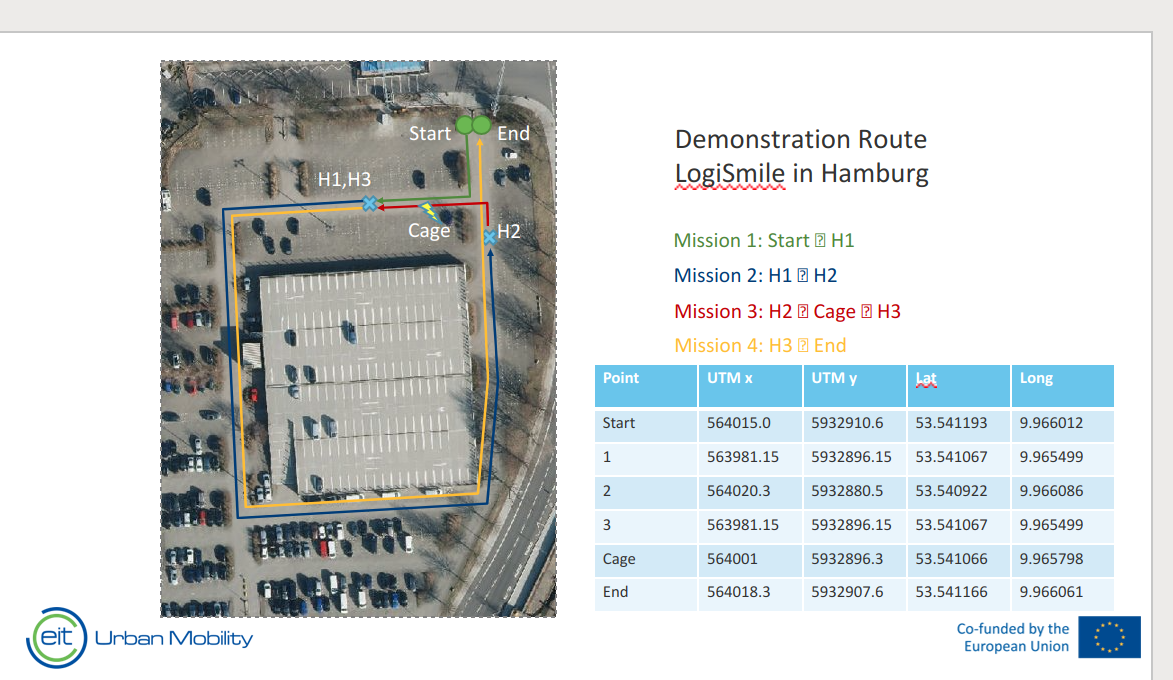 Start
End
H1,H3
Cage
H2
Demonstration Route
LogiSmile in Hamburg
Mission 1: Start ⍰ H1
Mission 2: H1 ⍰ H2
Mission 3: H2 ⍰ Cage ⍰ H3
Mission 4: H3 ⍰ End
Point UTM x UTM y Lat Long
Start 564015.0 5932910.6 53.541193 9.966012
1 563981.15 5932896.15 53.541067 9.965499
2 564020.3 5932880.5 53.540922 9.966086
3 563981.15 5932896.15 53.541067 9.965499
Cage 564001 5932896.3 53.541066 9.965798
End 564018.3 5932907.6 53.541166 9.966061
eit Urban Mobility
Co-funded by the
European Union